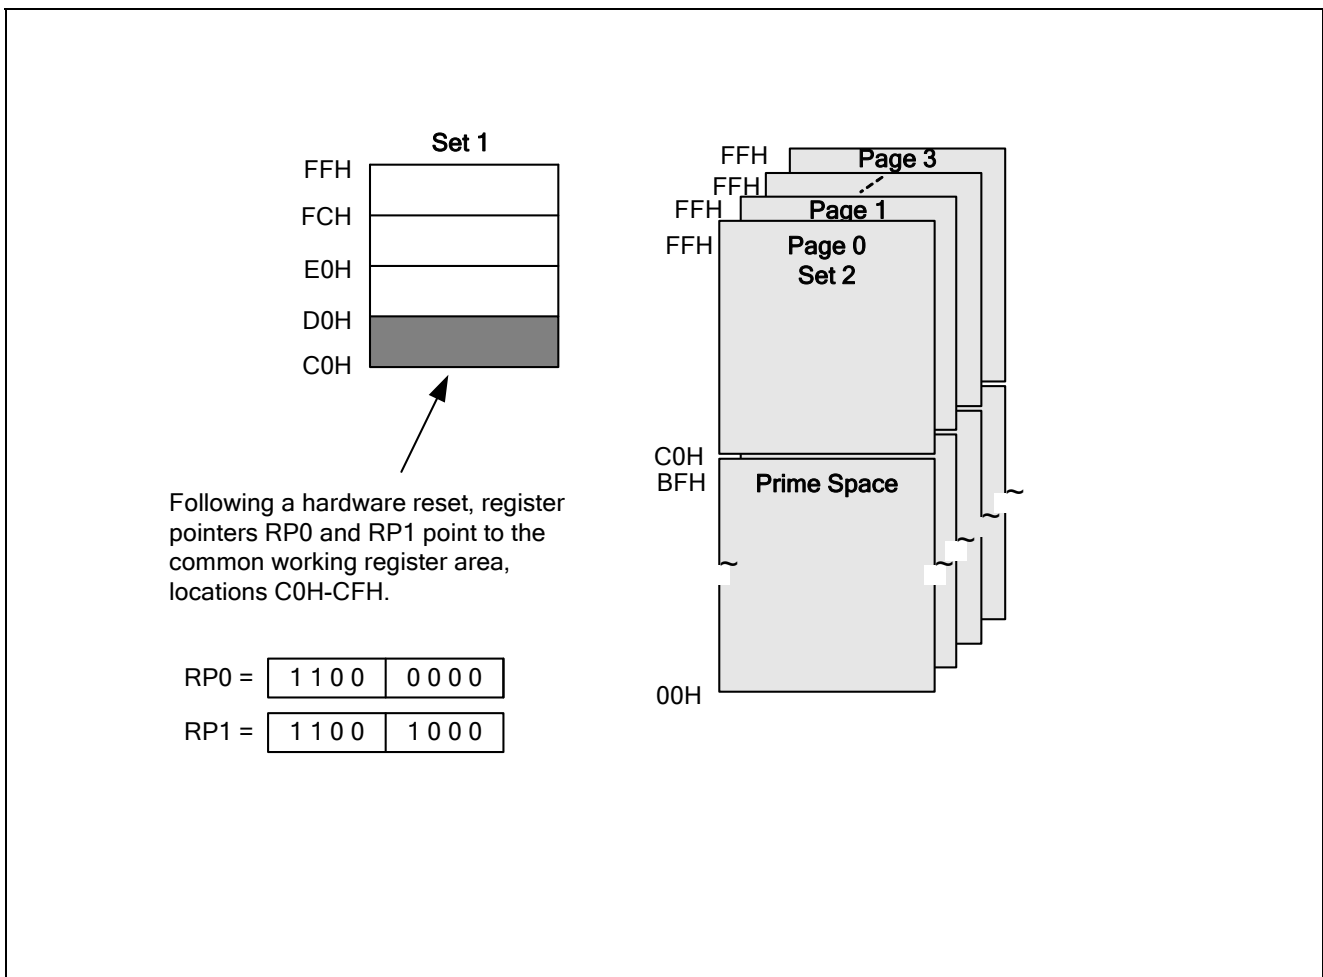 Set 1
FFH
FCH
E0H
D0H
C0H
Following a hardware reset, register
pointers RP0 and RP1 point to the
common working register area,
locations C0H-CFH.
RP0 = 1 1 0 0 0 0 0 0
RP1 = 1 1 0 0 1 0 0 0
FFH Page 3
FFH
FFH Page 1
FFH Page 0
Set 2
C0H
BFH Prime Space
~ ~ ~ ~ ~
00H